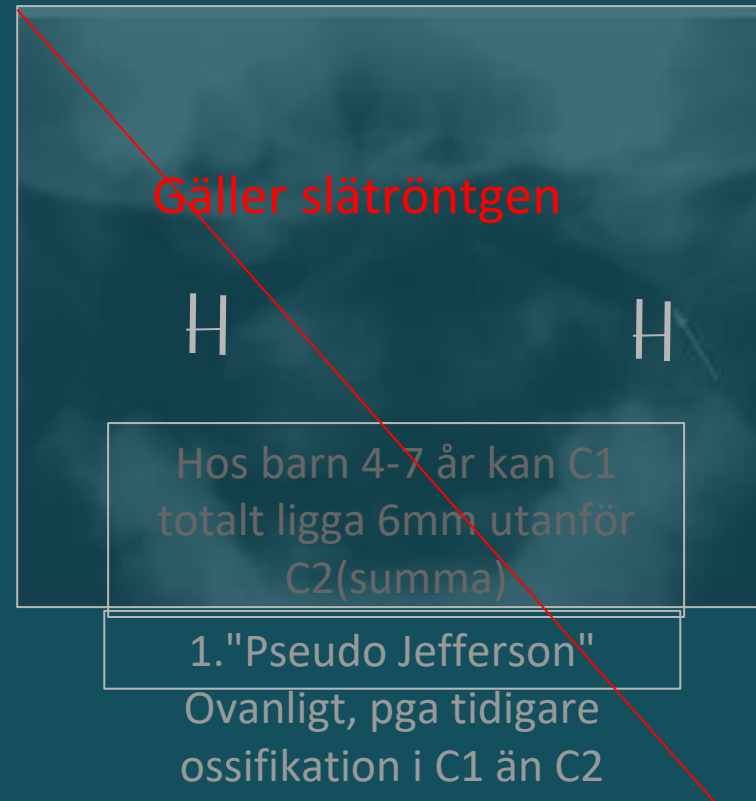 Gäller slätröntgen
Hos barn 4-7 år kan C1
totalt ligga 6mm utanför
C2(summa)
1."Pseudo Jefferson"
Ovanligt, pga tidigare
ossifikation i C1 än C2